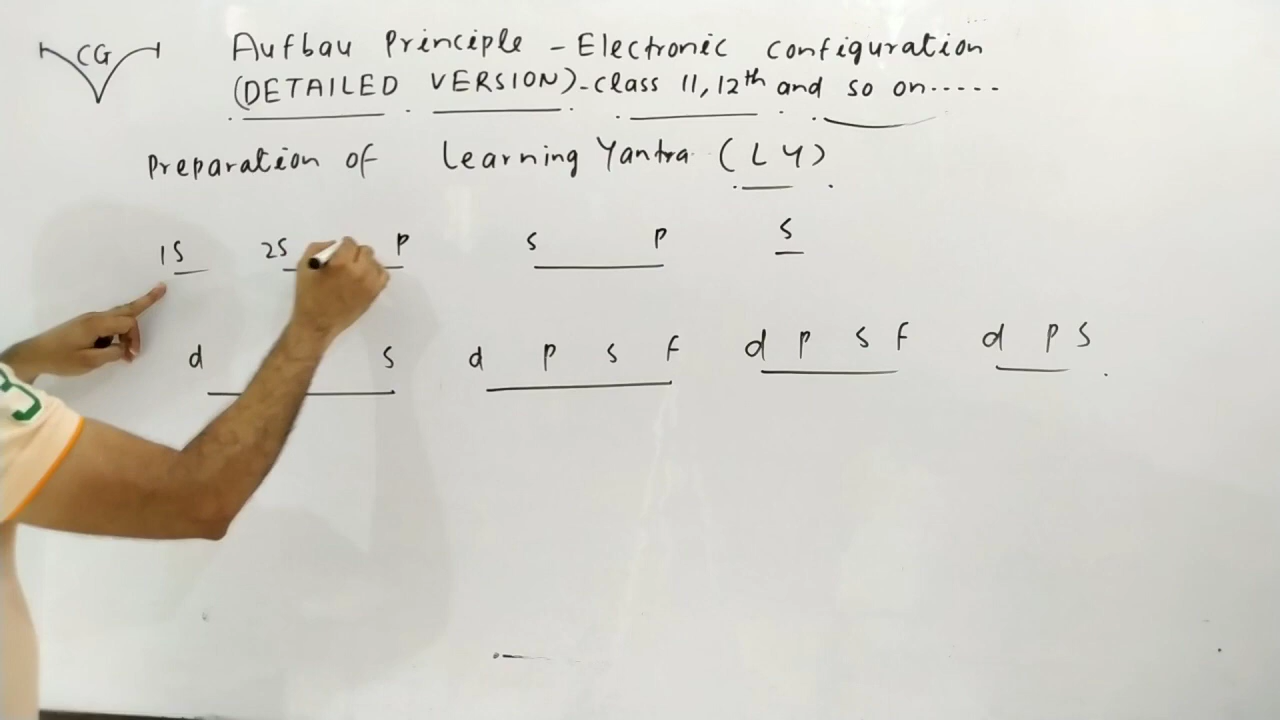 CG
Aufbau Principle - Electronic configuration
(DETAILED VERSION)-class 11, 12th and so on-----
Preparation of Learning Yantra (LY)
1s 2s p s p s
d s d p s f d p s f d p s
3